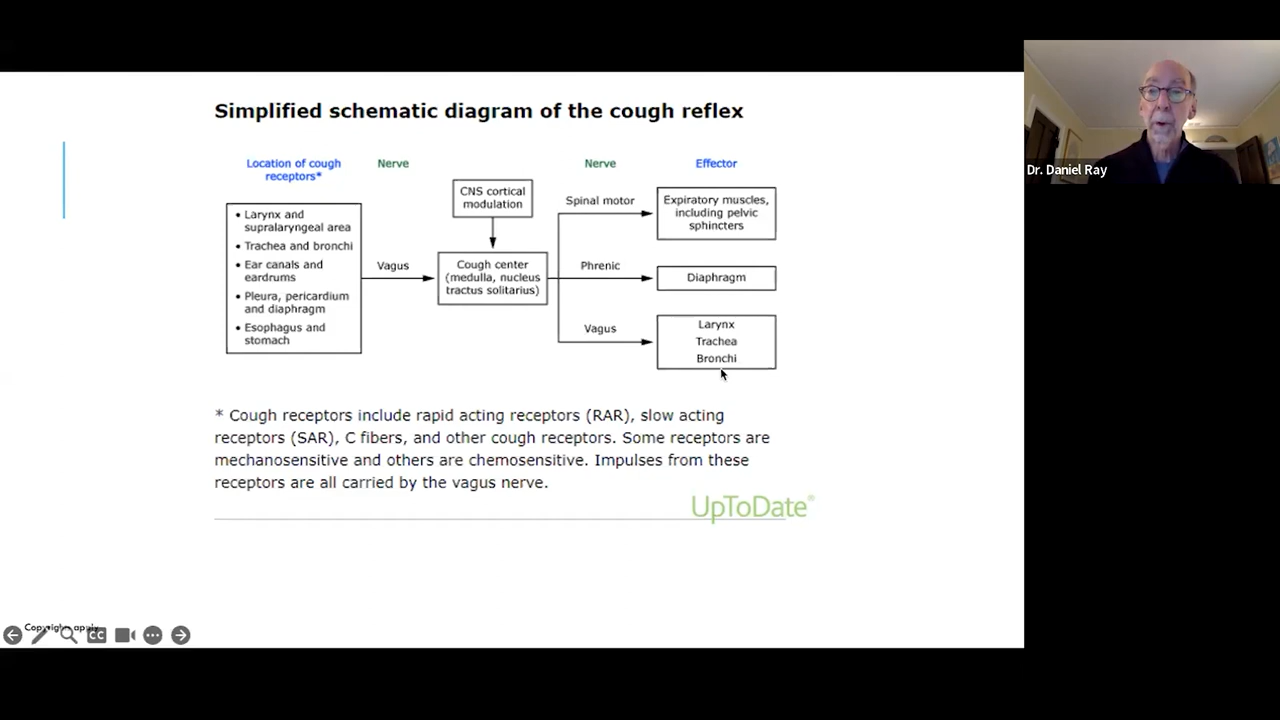 Simplified schematic diagram of the cough reflex
Location of cough
receptors*
Nerve
Nerve
Effector
• Larynx and
supralaryngeal area
• Trachea and bronchi
• Ear canals and
eardrums
• Pleura, pericardium
and diaphragm
• Esophagus and
stomach
Vagus
CNS cortical
modulation
Cough center
(medulla, nucleus
tractus solitarius)
Spinal motor
Phrenic
Vagus
Expiratory muscles,
including pelvic
sphincters
Diaphragm
Larynx
Trachea
Bronchi
* Cough receptors include rapid acting receptors (RAR), slow acting
receptors (SAR), C fibers, and other cough receptors. Some receptors are
mechanosensitive and others are chemosensitive. Impulses from these
receptors are all carried by the vagus nerve.
UpToDate®
Copyrights apply
CC
Dr. Daniel Ray